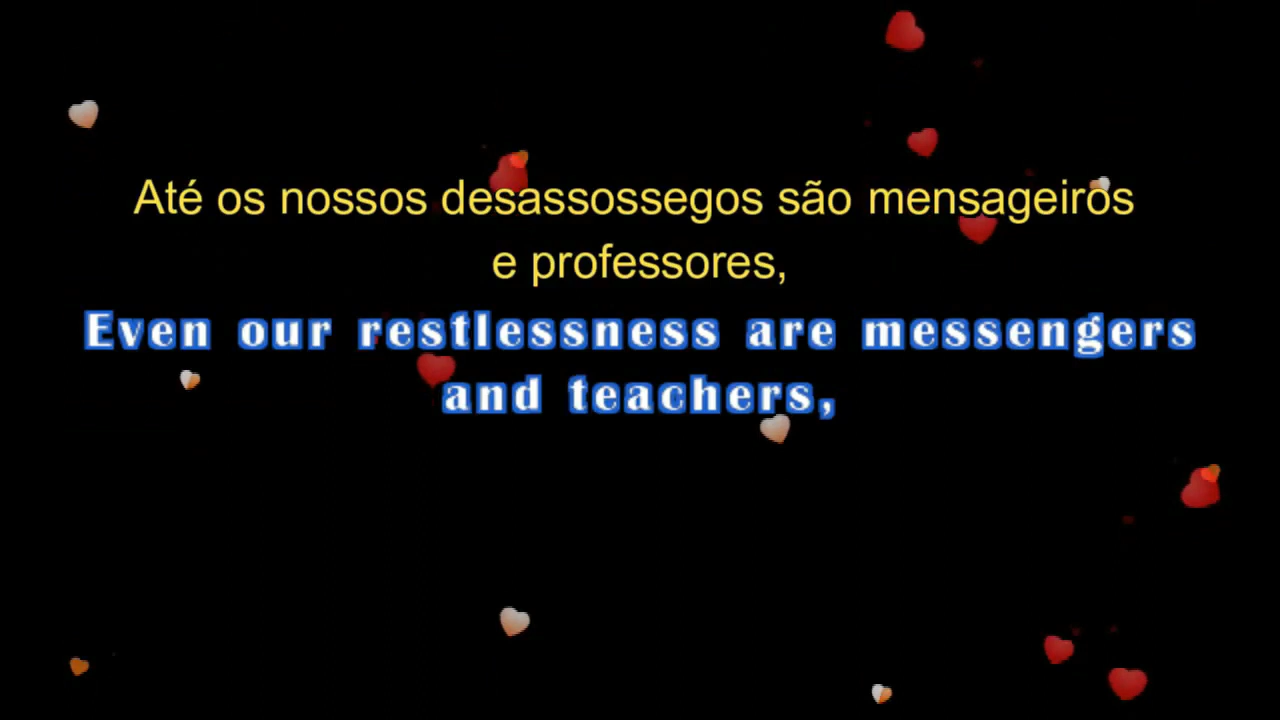 Até os nossos desassossegos são mensageiros
e professores,
Even our restlessness are messengers
and teachers,